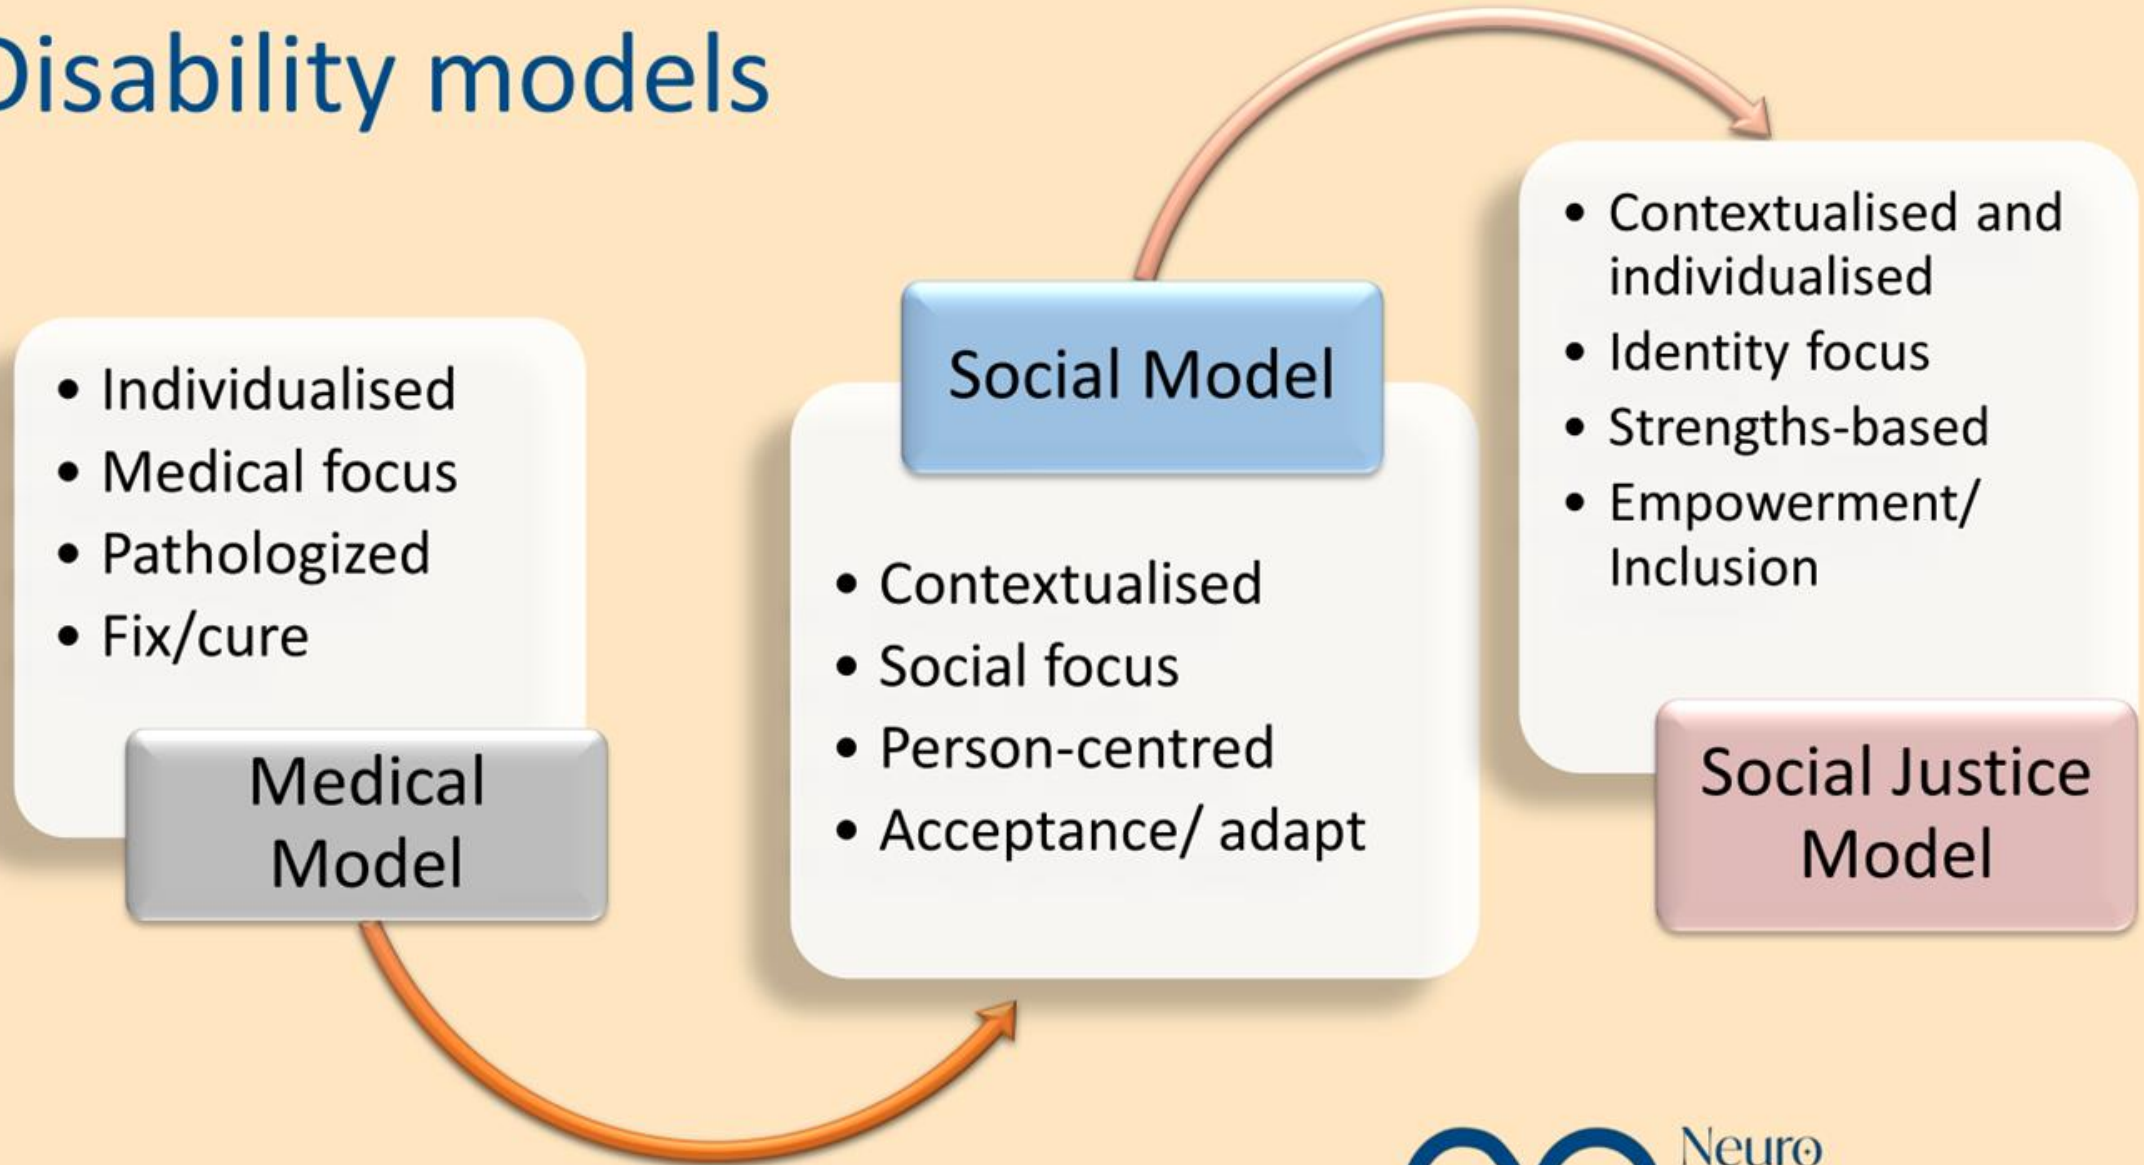 Disability models
• Individualised
• Medical focus
• Pathologized
• Fix/cure
Medical
Model
Social Model
• Contextualised
• Social focus
• Person-centred
• Acceptance/ adapt
• Contextualised and
individualised
• Identity focus
• Strengths-based
• Empowerment/
Inclusion
Social Justice
Model
Neuro